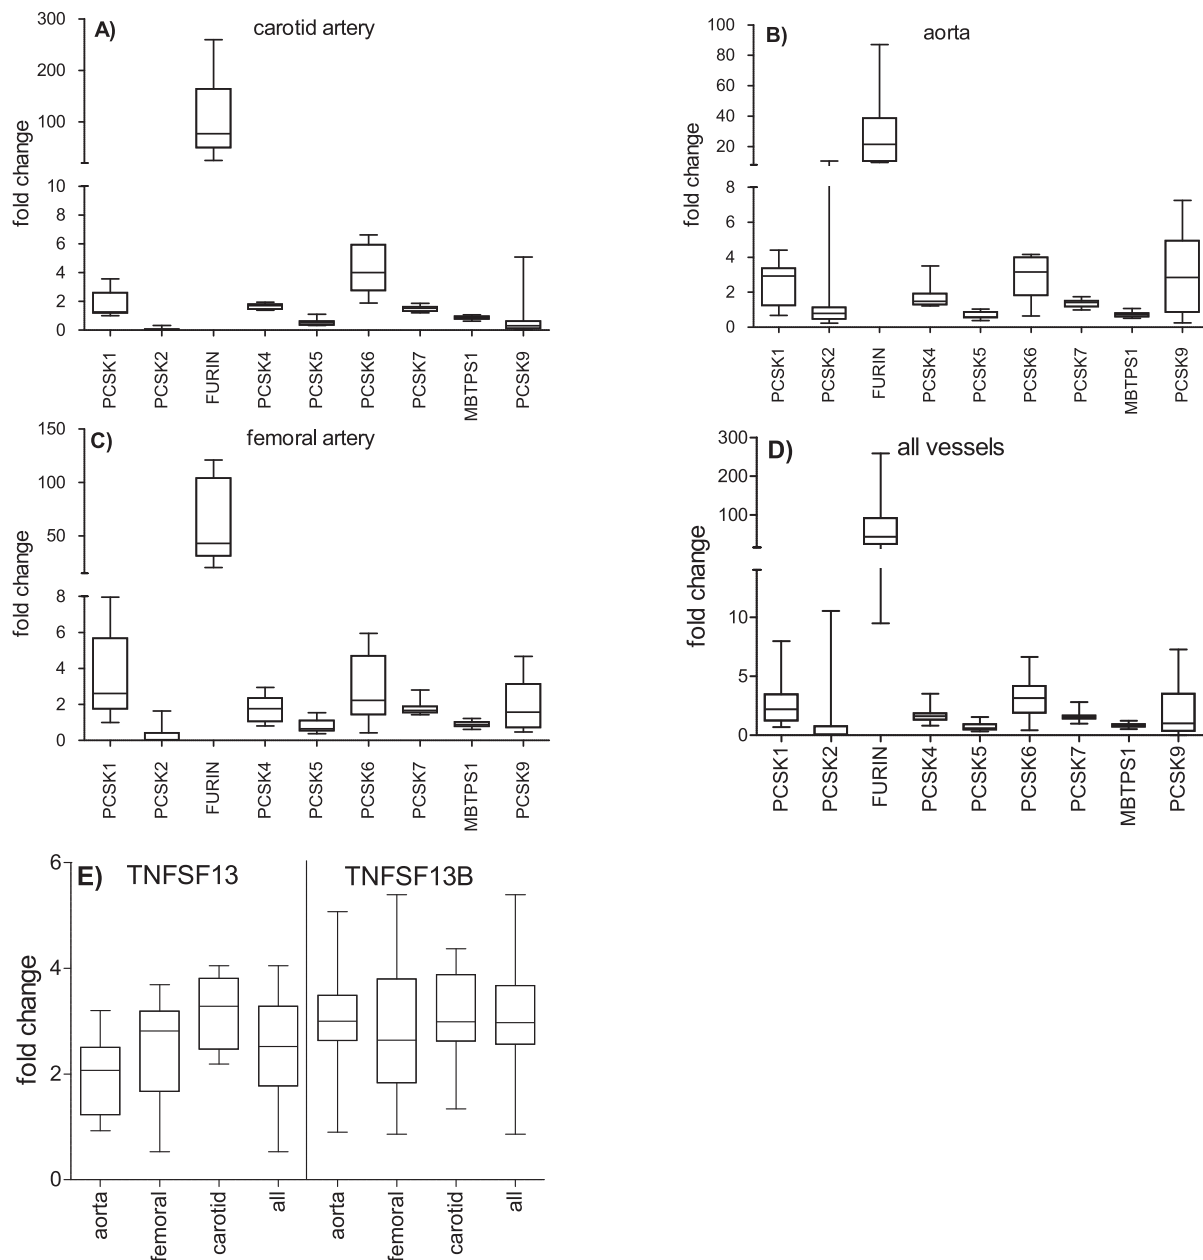 A) carotid artery
300
200
100
10
8
6
4
2
0
fold change
PCSK1 PCSK2 FURIN PCSK4 PCSK5 PCSK6 PCSK7 MBTPS1 PCSK9
B) aorta
100
80
60
40
20
8
6
4
2
0
fold change
PCSK1 PCSK2 FURIN PCSK4 PCSK5 PCSK6 PCSK7 MBTPS1 PCSK9
C) femoral artery
150
100
50
8
6
4
2
0
fold change
PCSK1 PCSK2 FURIN PCSK4 PCSK5 PCSK6 PCSK7 MBTPS1 PCSK9
D) all vessels
300
200
100
10
5
0
fold change
PCSK1 PCSK2 FURIN PCSK4 PCSK5 PCSK6 PCSK7 MBTPS1 PCSK9
E) TNFSF13 TNFSF13B
6
4
2
0
fold change
aorta femoral carotid all aorta femoral carotid all